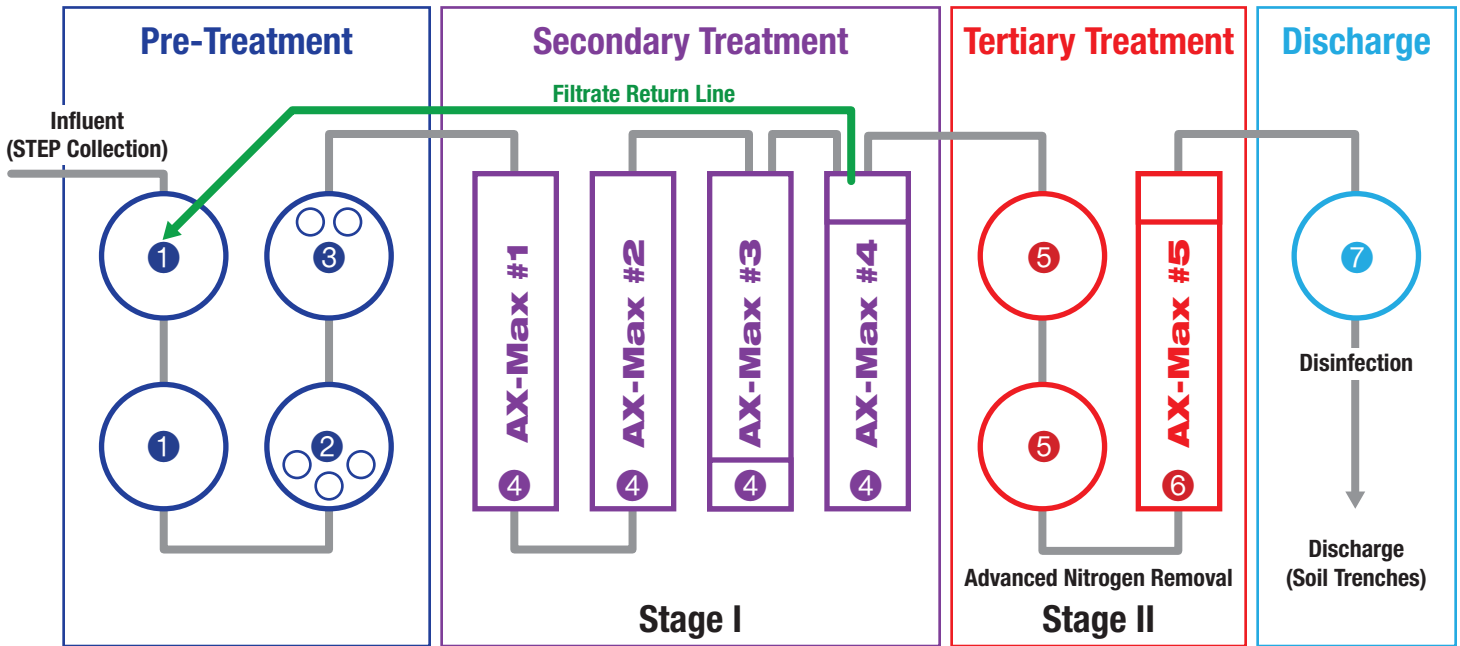 Pre-Treatment
Secondary Treatment
Tertiary Treatment
Discharge
Filtrate Return Line
Influent
(STEP Collection)
1
3
1
2
AX-Max #1
AX-Max #2
AX-Max #3
AX-Max #4
4
4
4
4
5
5
AX-Max #5
6
7
Disinfection
Discharge
(Soil Trenches)
Advanced Nitrogen Removal
Stage I
Stage II